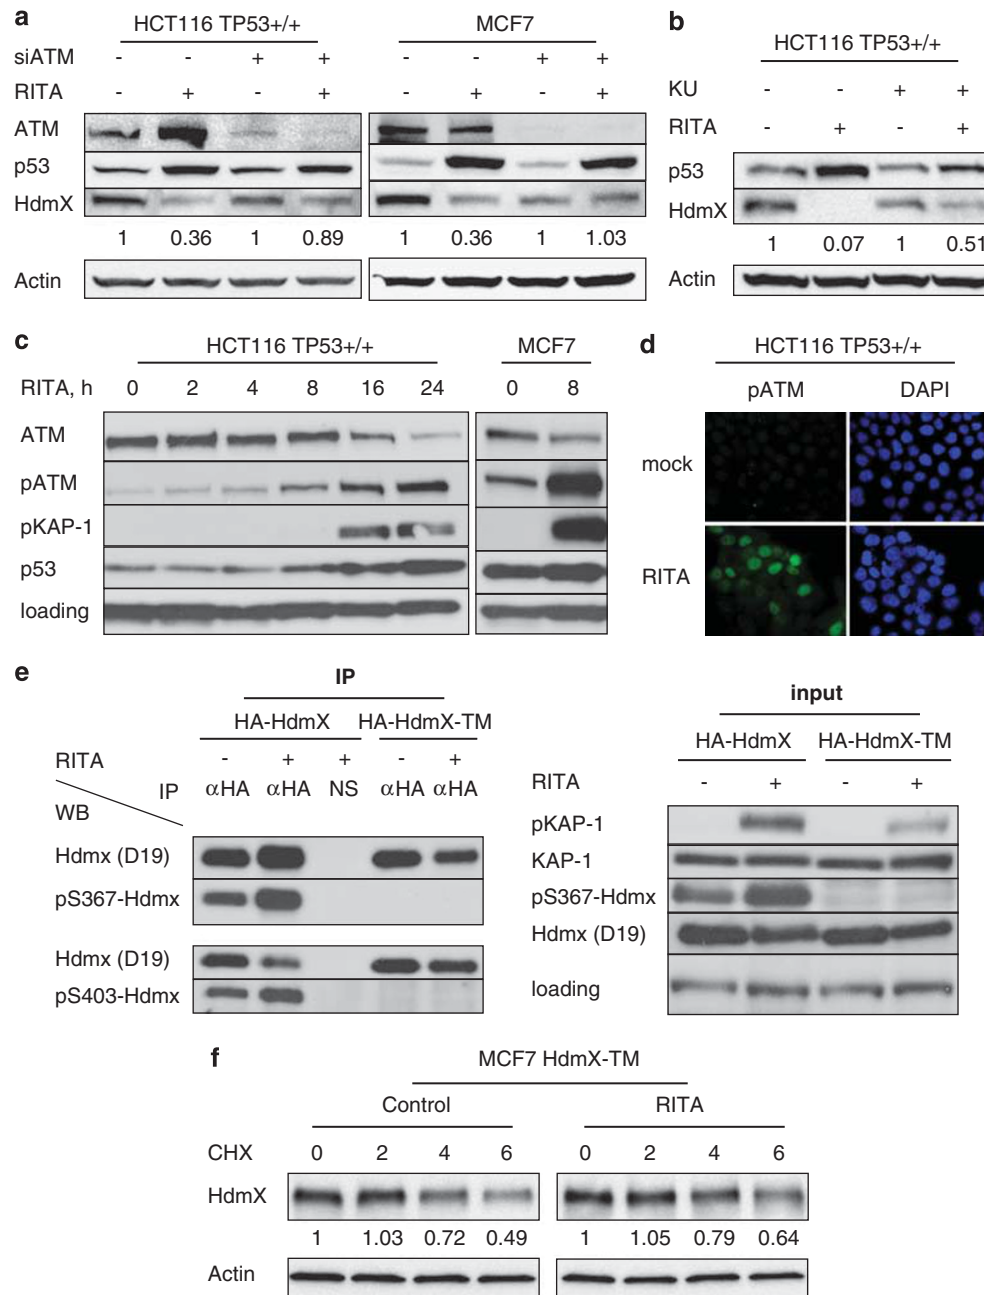 a
HCT116 TP53+/+ MCF7
siATM - - + + - - + +
RITA - + - + - + - +
ATM
p53
HdmX
1 0.36 1 0.89 1 0.36 1 1.03
Actin
b
HCT116 TP53+/+
KU - - + +
RITA - + - +
p53
HdmX
1 0.07 1 0.51
Actin
c
HCT116 TP53+/+ MCF7
RITA, h 0 2 4 8 16 24 0 8
ATM
pATM
pKAP-1
p53
loading
d
HCT116 TP53+/+
pATM DAPI
mock
RITA
e
IP
HA-HdmX HA-HdmX-TM
RITA - + + - +
IP αHA αHA NS αHA αHA
WB
Hdmx (D19)
pS367-Hdmx
Hdmx (D19)
pS403-Hdmx
input
HA-HdmX HA-HdmX-TM
RITA - + - +
pKAP-1
KAP-1
pS367-Hdmx
Hdmx (D19)
loading
f
MCF7 HdmX-TM
Control RITA
CHX 0 2 4 6 0 2 4 6
HdmX
1 1.03 0.72 0.49 1 1.05 0.79 0.64
Actin